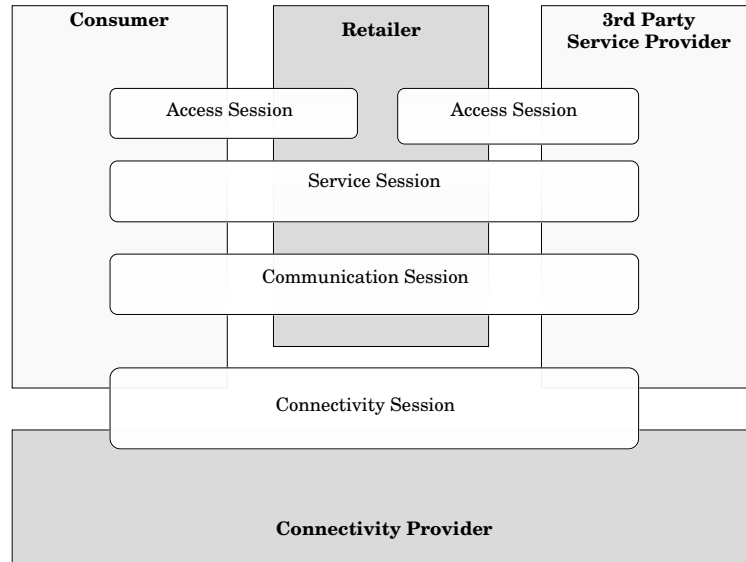 Consumer
Retailer
3rd Party
Service Provider
Access Session
Access Session
Service Session
Communication Session
Connectivity Session
Connectivity Provider